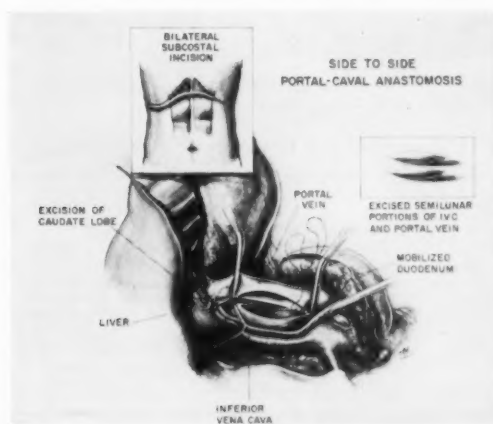 BILATERAL
SUBCOSTAL
INCISION
SIDE TO SIDE
PORTAL-CAVAL ANASTOMOSIS
PORTAL
VEIN
EXCISED SEMILUNAR
PORTIONS OF IVC
AND PORTAL VEIN
EXCISION OF
CAUDATE LOBE
MOBILIZED
DUODENUM
LIVER
INFERIOR
VENA CAVA